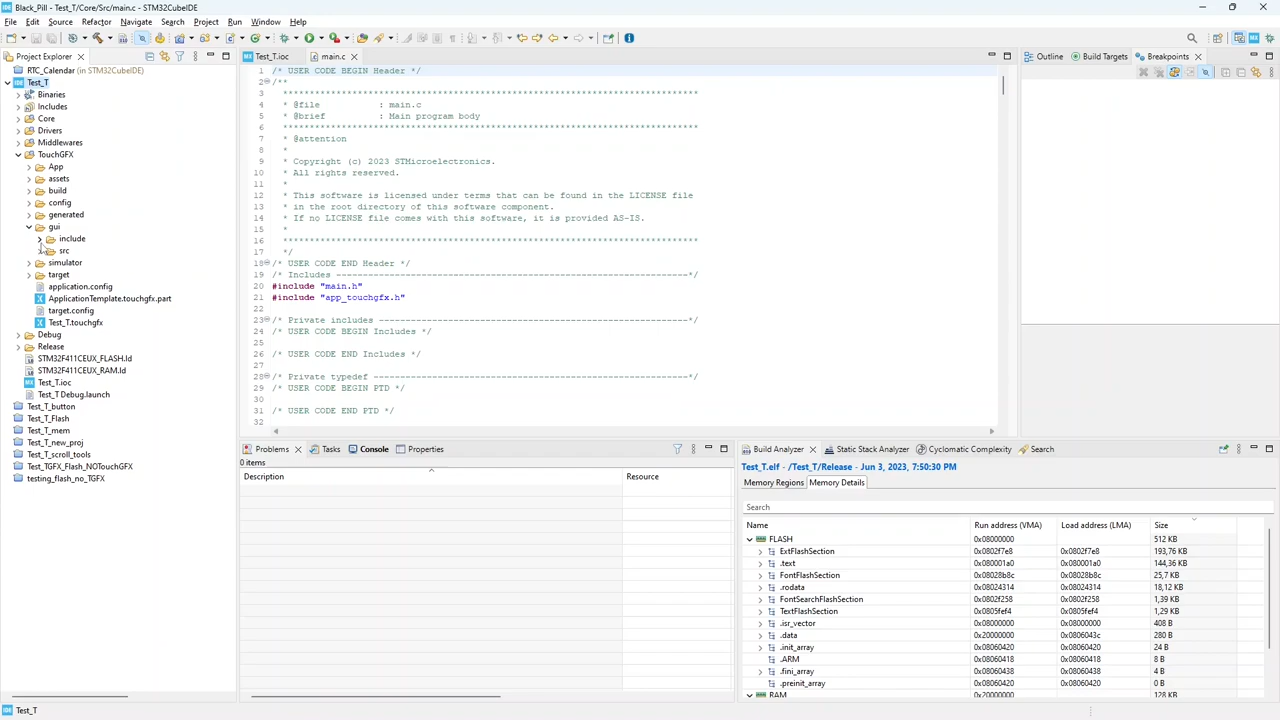 Black_Pill - Test_T/Core/Src/main.c - STM32CubeIDE
File Edit Source Refactor Navigate Search Project Run Window Help
Project Explorer
RTC_Calendar (in STM32CubeIDE)
Test_T
Binaries
Includes
Core
Drivers
Middlewares
TouchGFX
App
assets
build
config
generated
gui
include
src
simulator
target
application.config
ApplicationTemplate.touchgfx.part
target.config
Test_T.touchgfx
Debug
Release
STM32F411CEUX_FLASH.ld
STM32F411CEUX_RAM.ld
Test_T.ioc
Test_T Debug.launch
Test_T_button
Test_T_Flash
Test_T_mem
Test_T_new_proj
Test_T_scroll_tools
Test_TGFX_Flash_NOTouchGFX
testing_flash_no_TGFX
Test_T.ioc main.c
1 /* USER CODE BEGIN Header */
2 /**
3 ******************************************************************************
4 * @file : main.c
5 * @brief : Main program body
6 ******************************************************************************
7 * @attention
8 *
9 * Copyright (c) 2023 STMicroelectronics.
10 * All rights reserved.
11 *
12 * This software is licensed under terms that can be found in the LICENSE file
13 * in the root directory of this software component.
14 * If no LICENSE file comes with this software, it is provided AS-IS.
15 *
16 ******************************************************************************
17 */
18 /* USER CODE END Header */
19 /* Includes ------------------------------------------------------------------*/
20 #include "main.h"
21 #include "app_touchgfx.h"
22
23 /* Private includes ----------------------------------------------------------*/
24 /* USER CODE BEGIN Includes */
25
26 /* USER CODE END Includes */
27
28 /* Private typedef -----------------------------------------------------------*/
29 /* USER CODE BEGIN PTD */
30
31 /* USER CODE END PTD */
32
Outline Build Targets Breakpoints
Problems Tasks Console Properties
0 items
Description Resource
Build Analyzer Static Stack Analyzer Cyclomatic Complexity Search
Test_T.elf - /Test_T/Release - Jun 3, 2023, 7:50:30 PM
Memory Regions Memory Details
Search
Name Run address (VMA) Load address (LMA) Size
FLASH 0x08000000 512 KB
ExtFlashSection 0x0802f7e8 0x0802f7e8 193,76 KB
.text 0x080001a0 0x080001a0 144,36 KB
FontFlashSection 0x08028b8c 0x08028b8c 25,7 KB
.rodata 0x08024314 0x08024314 18,12 KB
FontSearchFlashSection 0x0802f258 0x0802f258 1,39 KB
TextFlashSection 0x0805fef4 0x0805fef4 1,29 KB
.isr_vector 0x08000000 0x08000000 408 B
.data 0x20000000 0x0806043c 280 B
.init_array 0x08060420 0x08060420 24 B
.ARM 0x08060418 0x08060418 8 B
.fini_array 0x08060438 0x08060438 4 B
.preinit_array 0x08060420 0x08060420 0 B
RAM 0x20000000 128 KB
Test_T